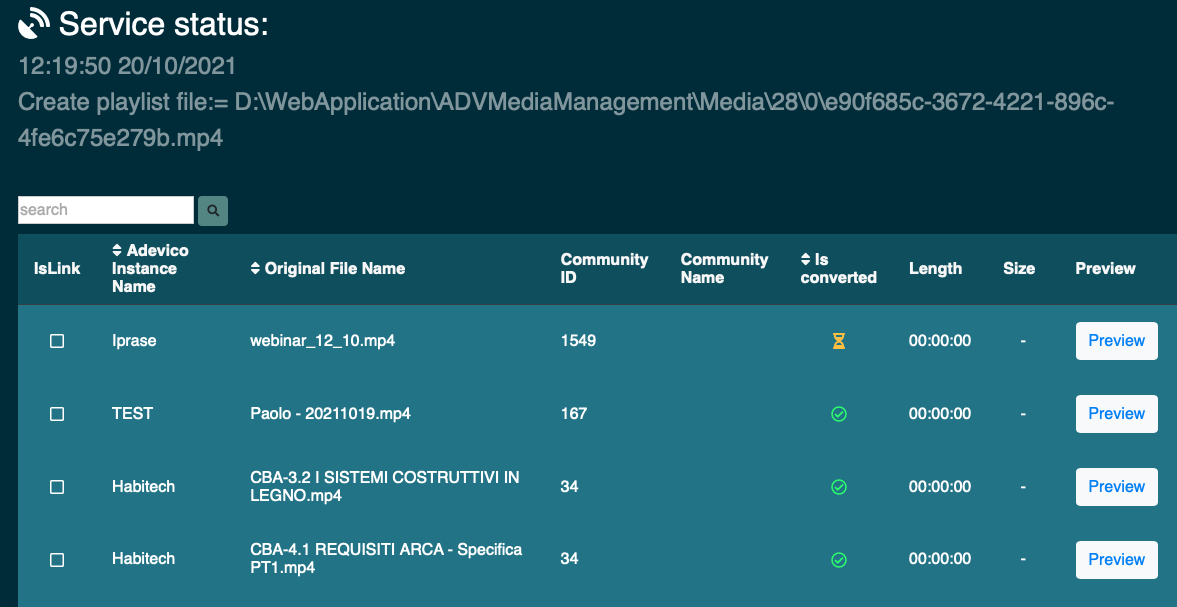 Service status:
12:19:50 20/10/2021
Create playlist file:= D:\WebApplication\ADVMediaManagement\Media\28\0\e90f685c-3672-4221-896c-
4fe6c75e279b.mp4
search
IsLink
Adevico
Instance
Name
Original File Name
Community
ID
Community
Name
Is
converted
Length
Size
Preview
Iprase
webinar_12_10.mp4
1549
00:00:00
-
Preview
TEST
Paolo - 20211019.mp4
167
00:00:00
-
Preview
Habitech
CBA-3.2 I SISTEMI COSTRUTTIVI IN
LEGNO.mp4
34
00:00:00
-
Preview
Habitech
CBA-4.1 REQUISITI ARCA - Specifica
PT1.mp4
34
00:00:00
-
Preview